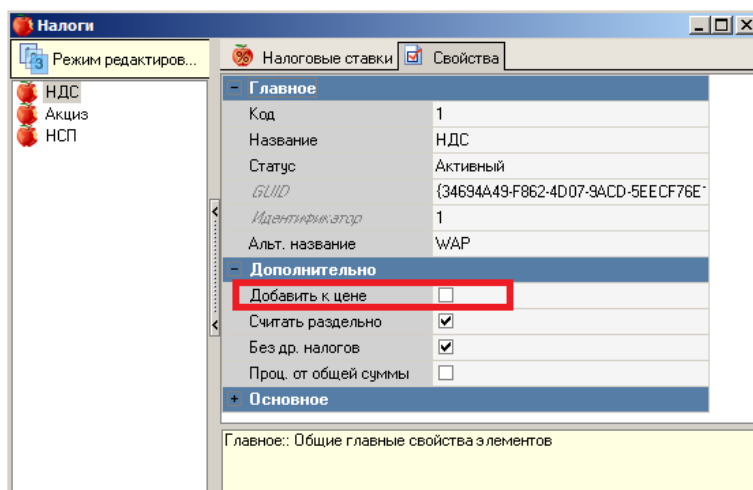 Налоги
Режим редактиров...
Налоговые ставки
Свойства
НДС
Акциз
НСП
Главное
Код 1
Название НДС
Статус Активный
GUID {34694A49-F862-4D07-9ACD-5EECF76E
Идентификатор 1
Альт. название WAP
Дополнительно
Добавить к цене
Считать раздельно
Без др. налогов
Проц. от общей суммы
Основное
Главное:: Общие главные свойства элементов